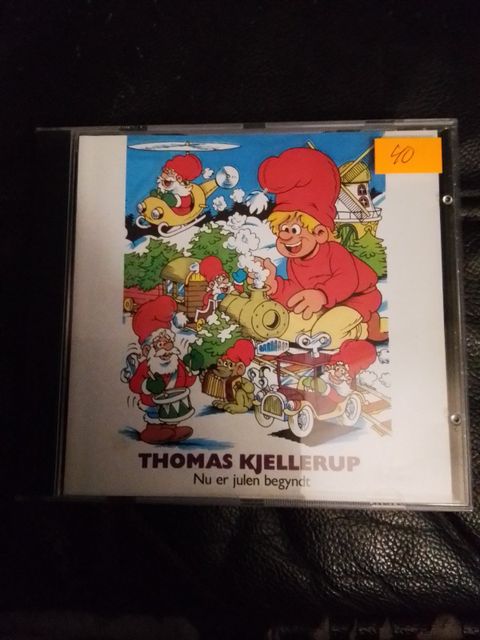 40
THOMAS KJELLERUP
Nu er julen begyndt